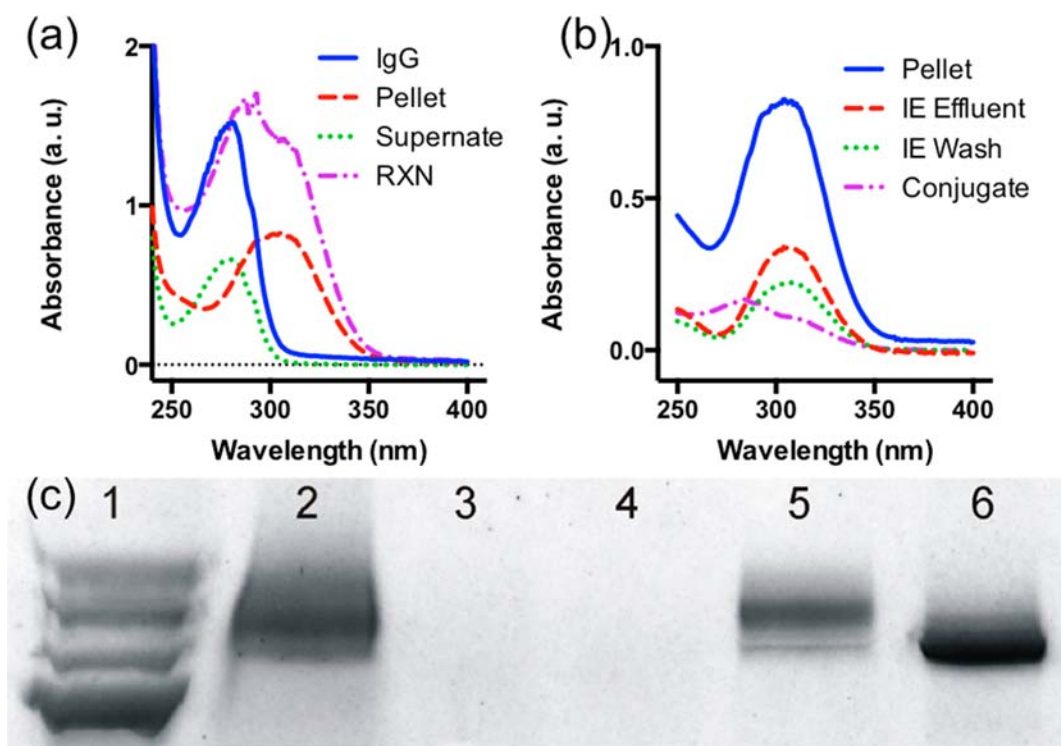 (a)
2
1
0
250
300
350
400
Absorbance (a. u.)
Wavelength (nm)
IgG
Pellet
Supernate
RXN
(b)
1.0
0.5
0.0
250
300
350
400
Absorbance (a. u.)
Wavelength (nm)
Pellet
IE Effluent
IE Wash
Conjugate
(c) 1 2 3 4 5 6